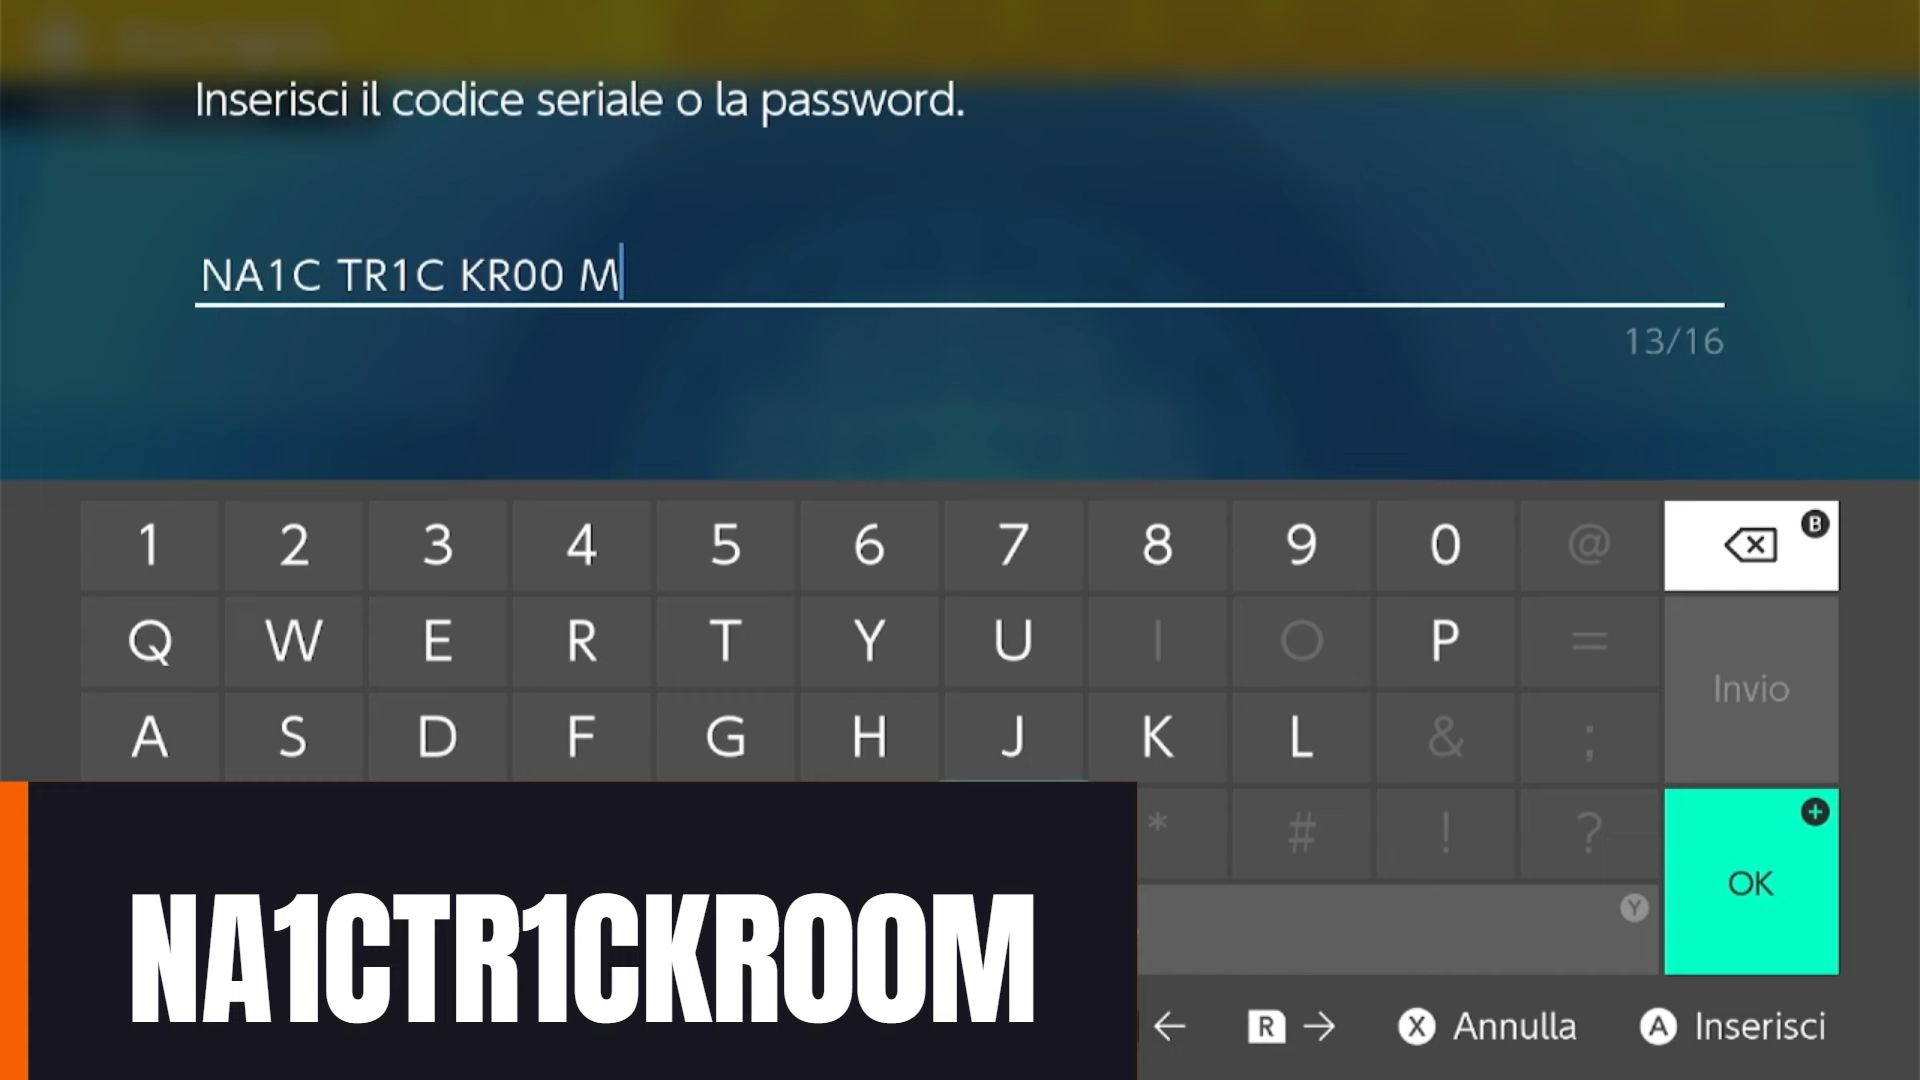 Inserisci il codice seriale o la password.
NA1C TR1C KR00 M
13/16
1 2 3 4 5 6 7 8 9 0 @ B
Q W E R T Y U I O P =
Invio
A S D F G H J K L & ;
* # ! ? +
OK
Y
NA1CTR1CKR00M
← R → X Annulla A Inserisci